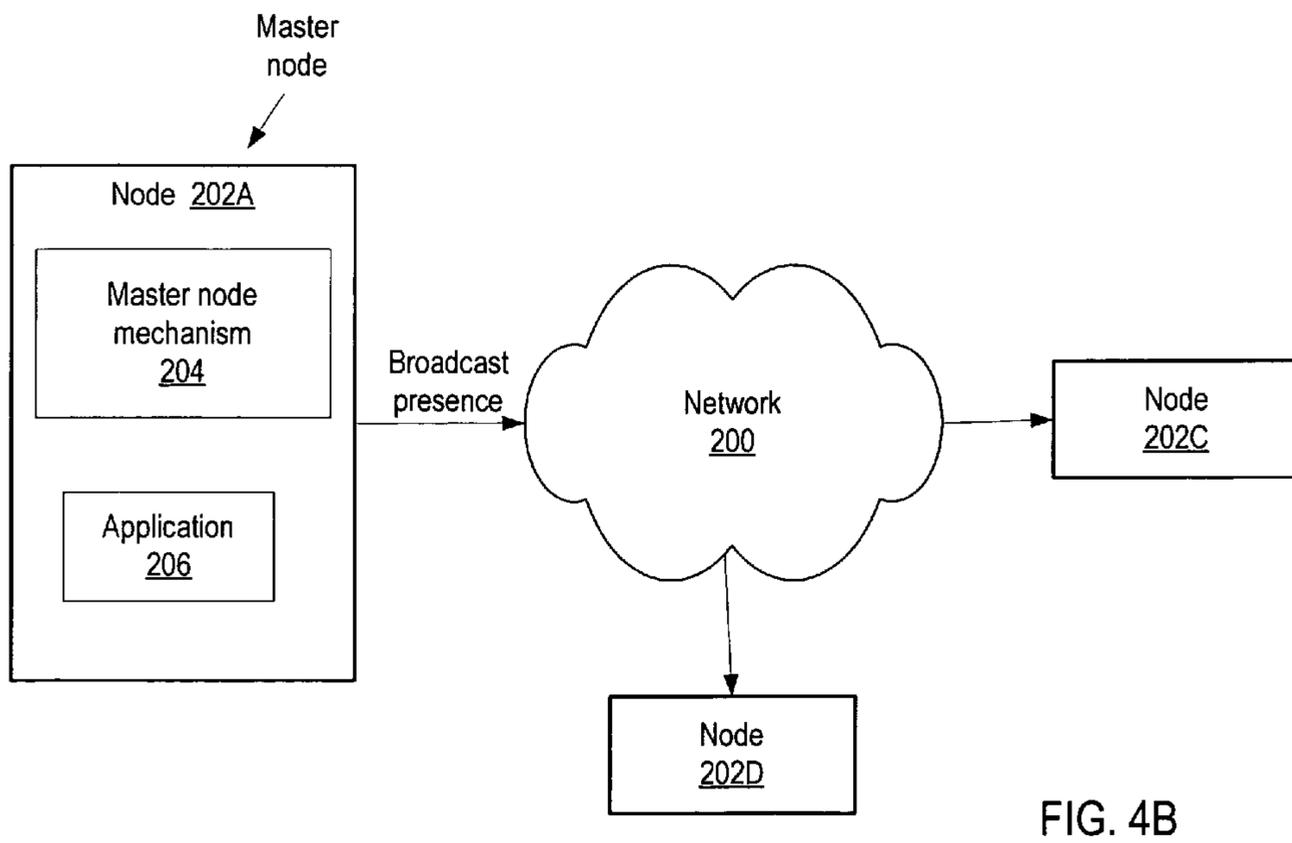 Master
node
Node 202A
Master node
mechanism
204
Application
206
Broadcast
presence
Network
200
Node
202C
Node
202D
FIG. 4B